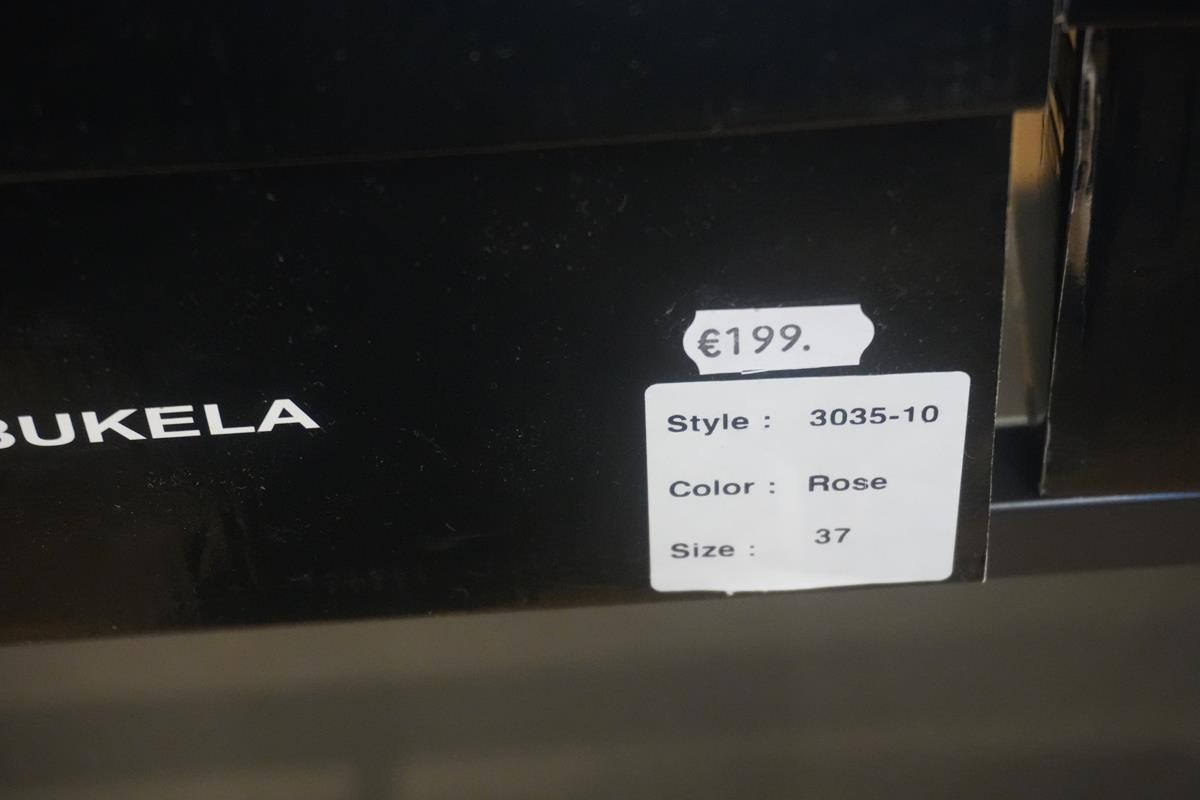 €199.
BUKELA
Style : 3035-10
Color : Rose
Size : 37